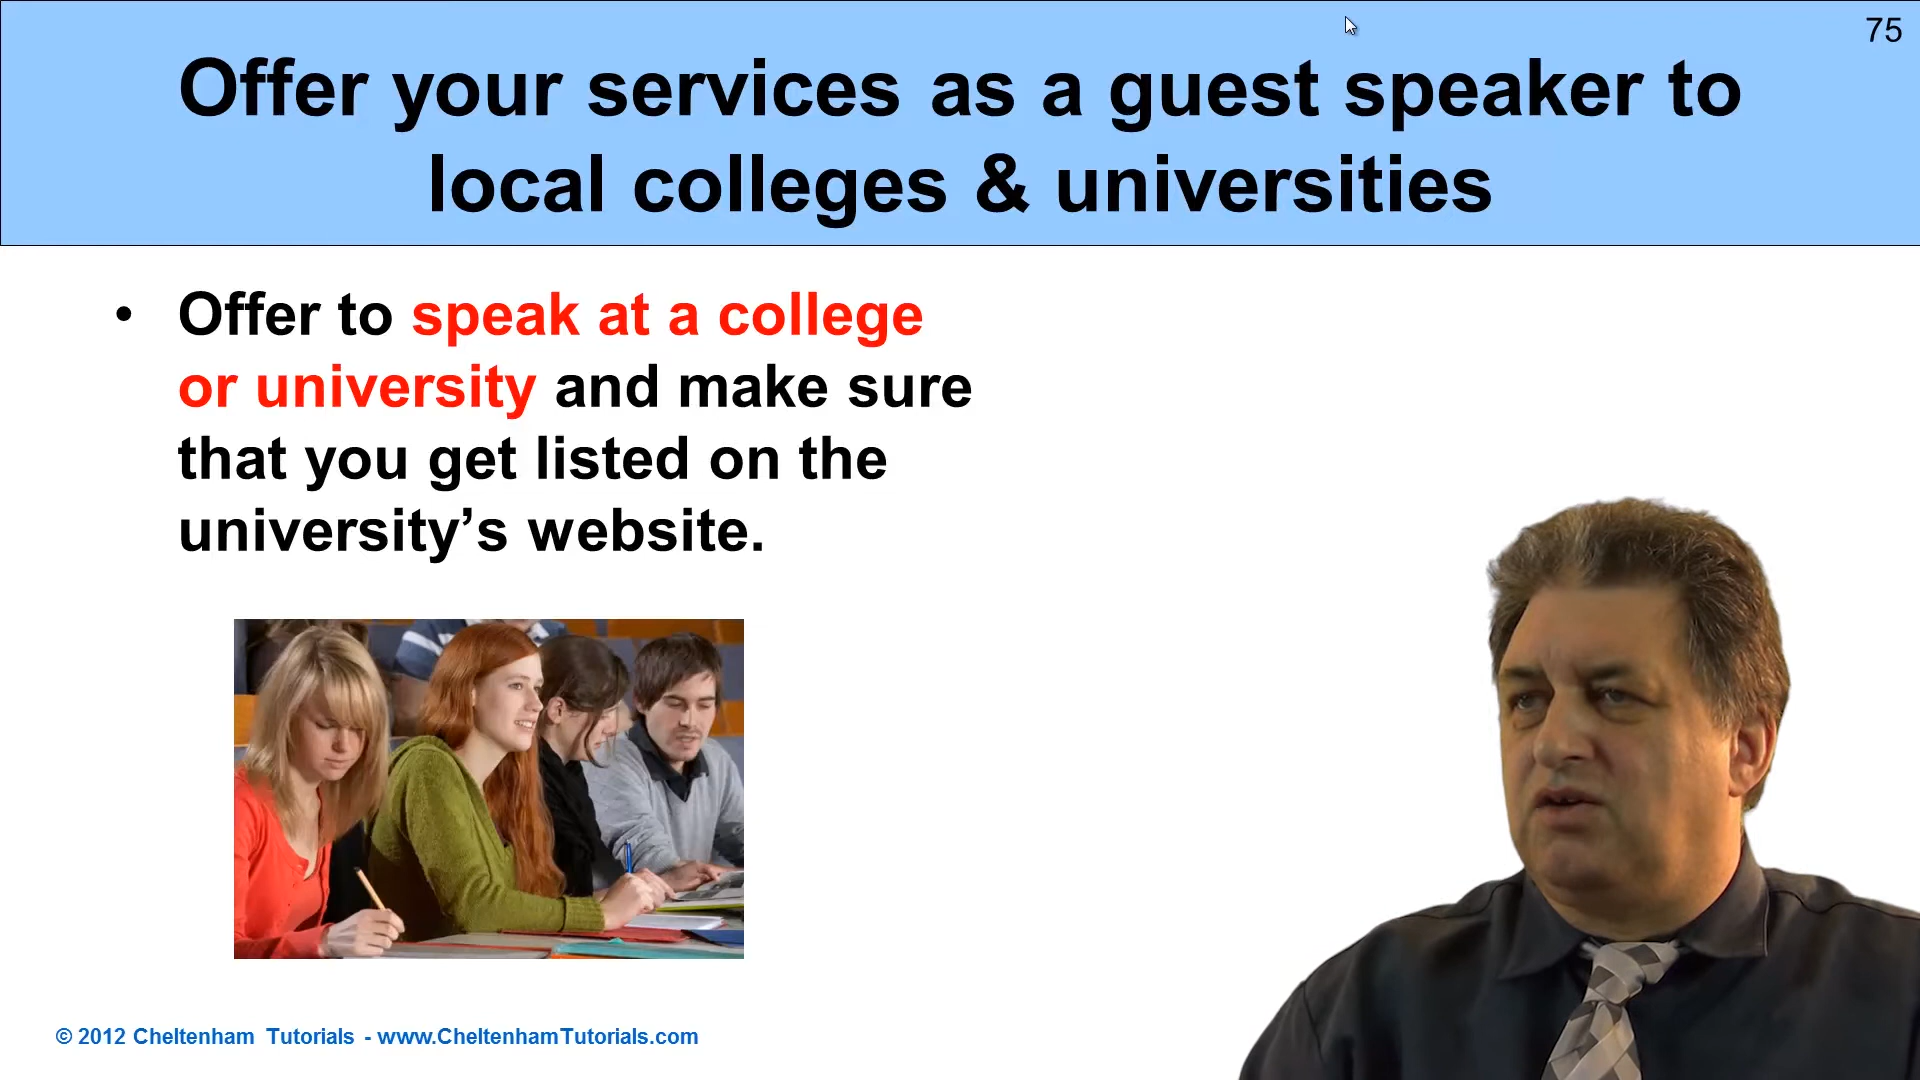 75
Offer your services as a guest speaker to
local colleges & universities
• Offer to speak at a college
or university and make sure
that you get listed on the
university’s website.
© 2012 Cheltenham Tutorials - www.CheltenhamTutorials.com